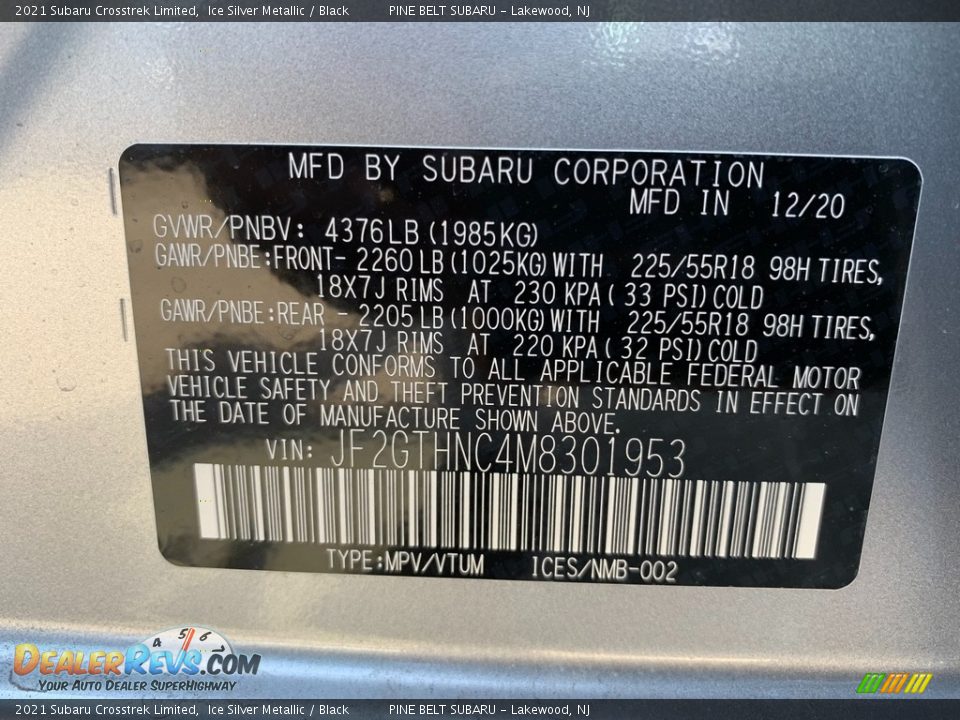 2021 Subaru Crosstrek Limited, Ice Silver Metallic / Black PINE BELT SUBARU - Lakewood, NJ
MFD BY SUBARU CORPORATION
MFD IN 12/20
GVWR/PNBV: 4376LB (1985KG)
GAWR/PNBE:FRONT- 2260 LB (1025KG) WITH 225/55R18 98H TIRES,
18X7J RIMS AT 230 KPA ( 33 PSI) COLD
GAWR/PNBE:REAR - 2205 LB (1000KG) WITH 225/55R18 98H TIRES,
18X7J RIMS AT 220 KPA ( 32 PSI) COLD
THIS VEHICLE CONFORMS TO ALL APPLICABLE FEDERAL MOTOR
VEHICLE SAFETY AND THEFT PREVENTION STANDARDS IN EFFECT ON
THE DATE OF MANUFACTURE SHOWN ABOVE.
VIN: JF2GTHNC4M8301953
TYPE:MPV/VTUM ICES/NMB-002
4 5 6
DEALERREVS.COM
YOUR AUTO DEALER SUPERHIGHWAY
2021 Subaru Crosstrek Limited, Ice Silver Metallic / Black PINE BELT SUBARU - Lakewood, NJ